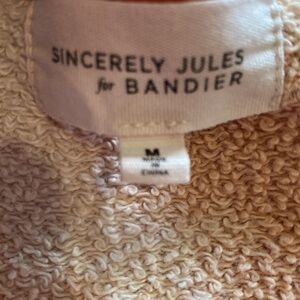 SINCERELY JULES
for BANDIER
M
MADE
IN
CHINA